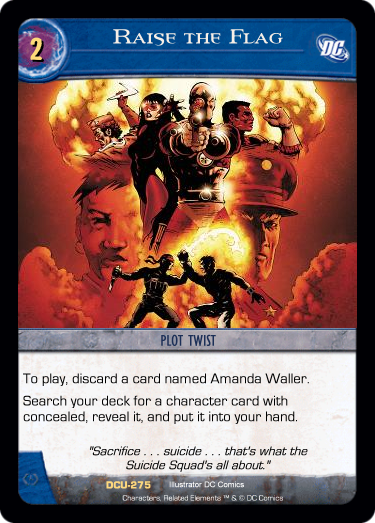 2
Raise the Flag
DC
PLOT TWIST
To play, discard a card named Amanda Waller.
Search your deck for a character card with
concealed, reveal it, and put it into your hand.
"Sacrifice . . . suicide . . . that's what the
Suicide Squad's all about."
DCU-275 Illustrator DC Comics
Characters, Related Elements ™ & © DC Comics